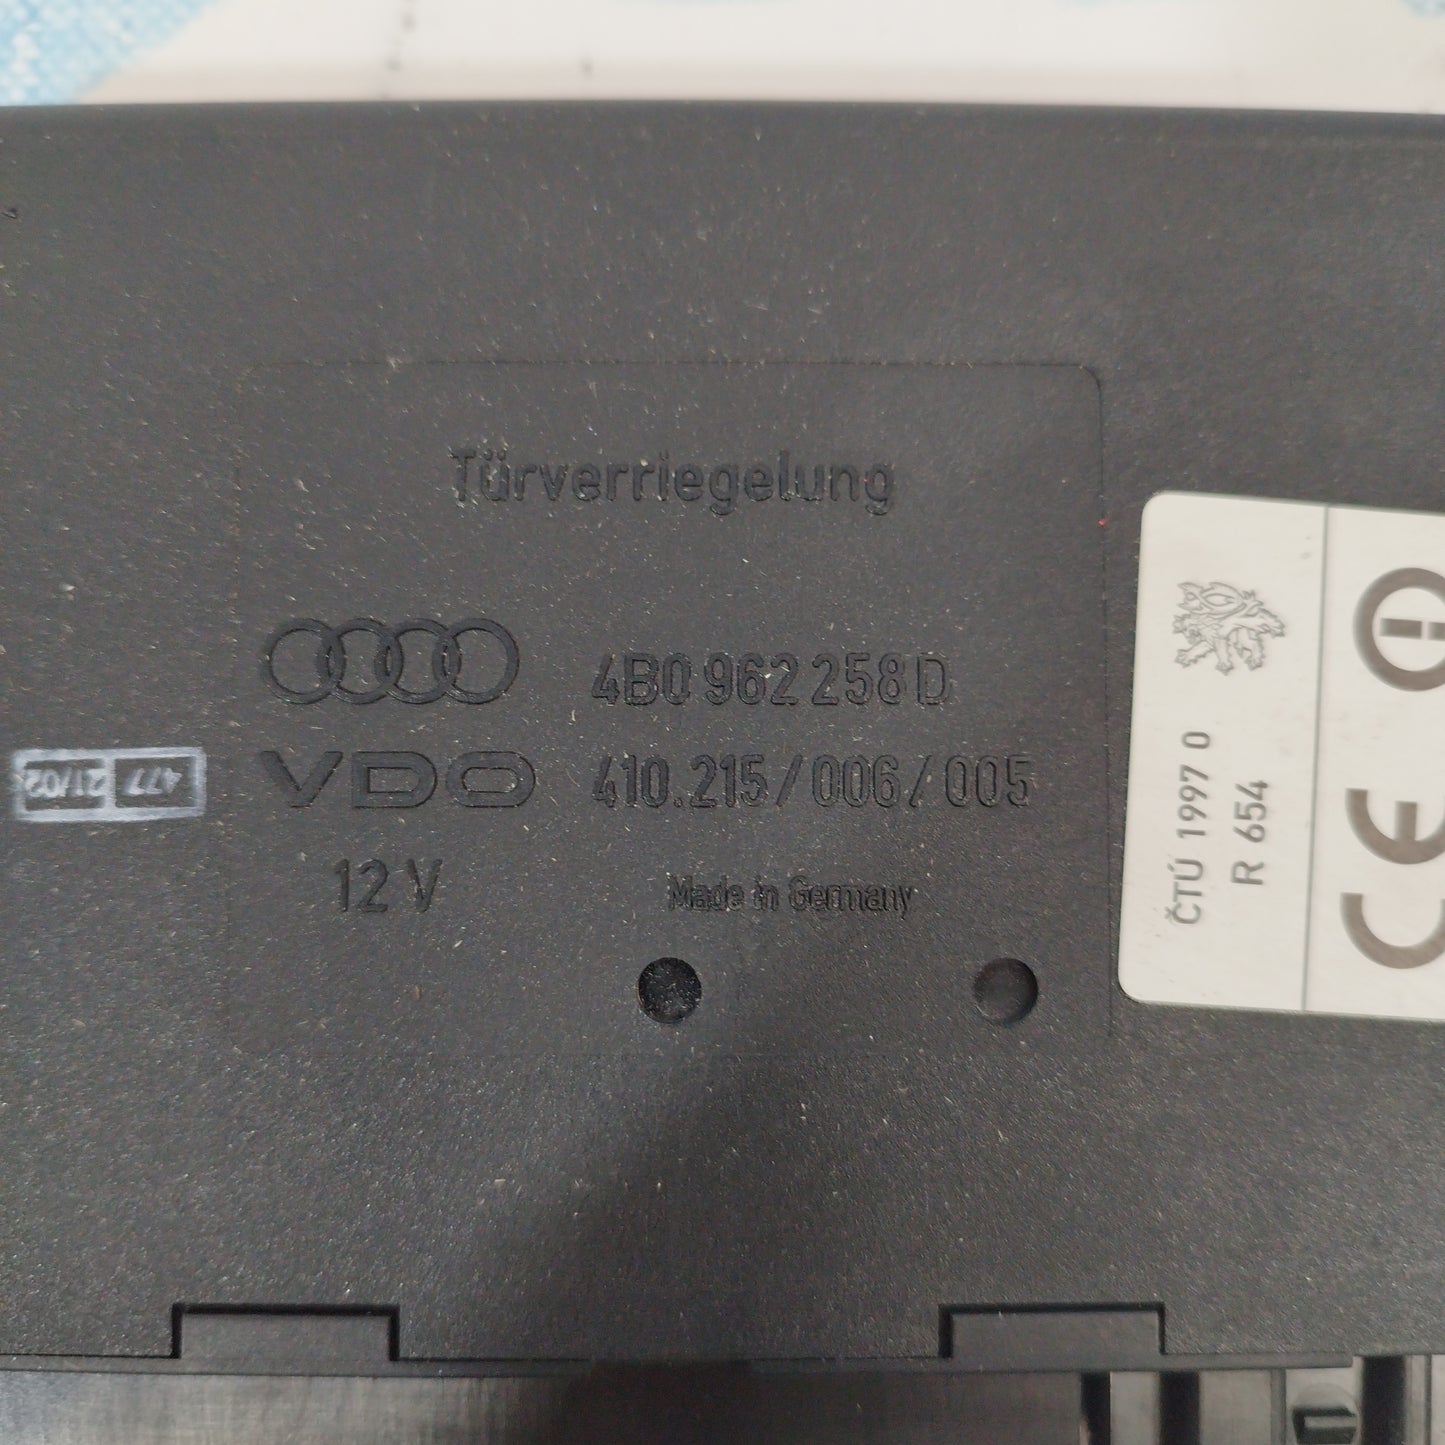 Türverriegelung
4B0 962 258 D
VDO 410.215/006/005
12 V Made in Germany
477
21/02
ČTÚ 1997 0
R 654
CE